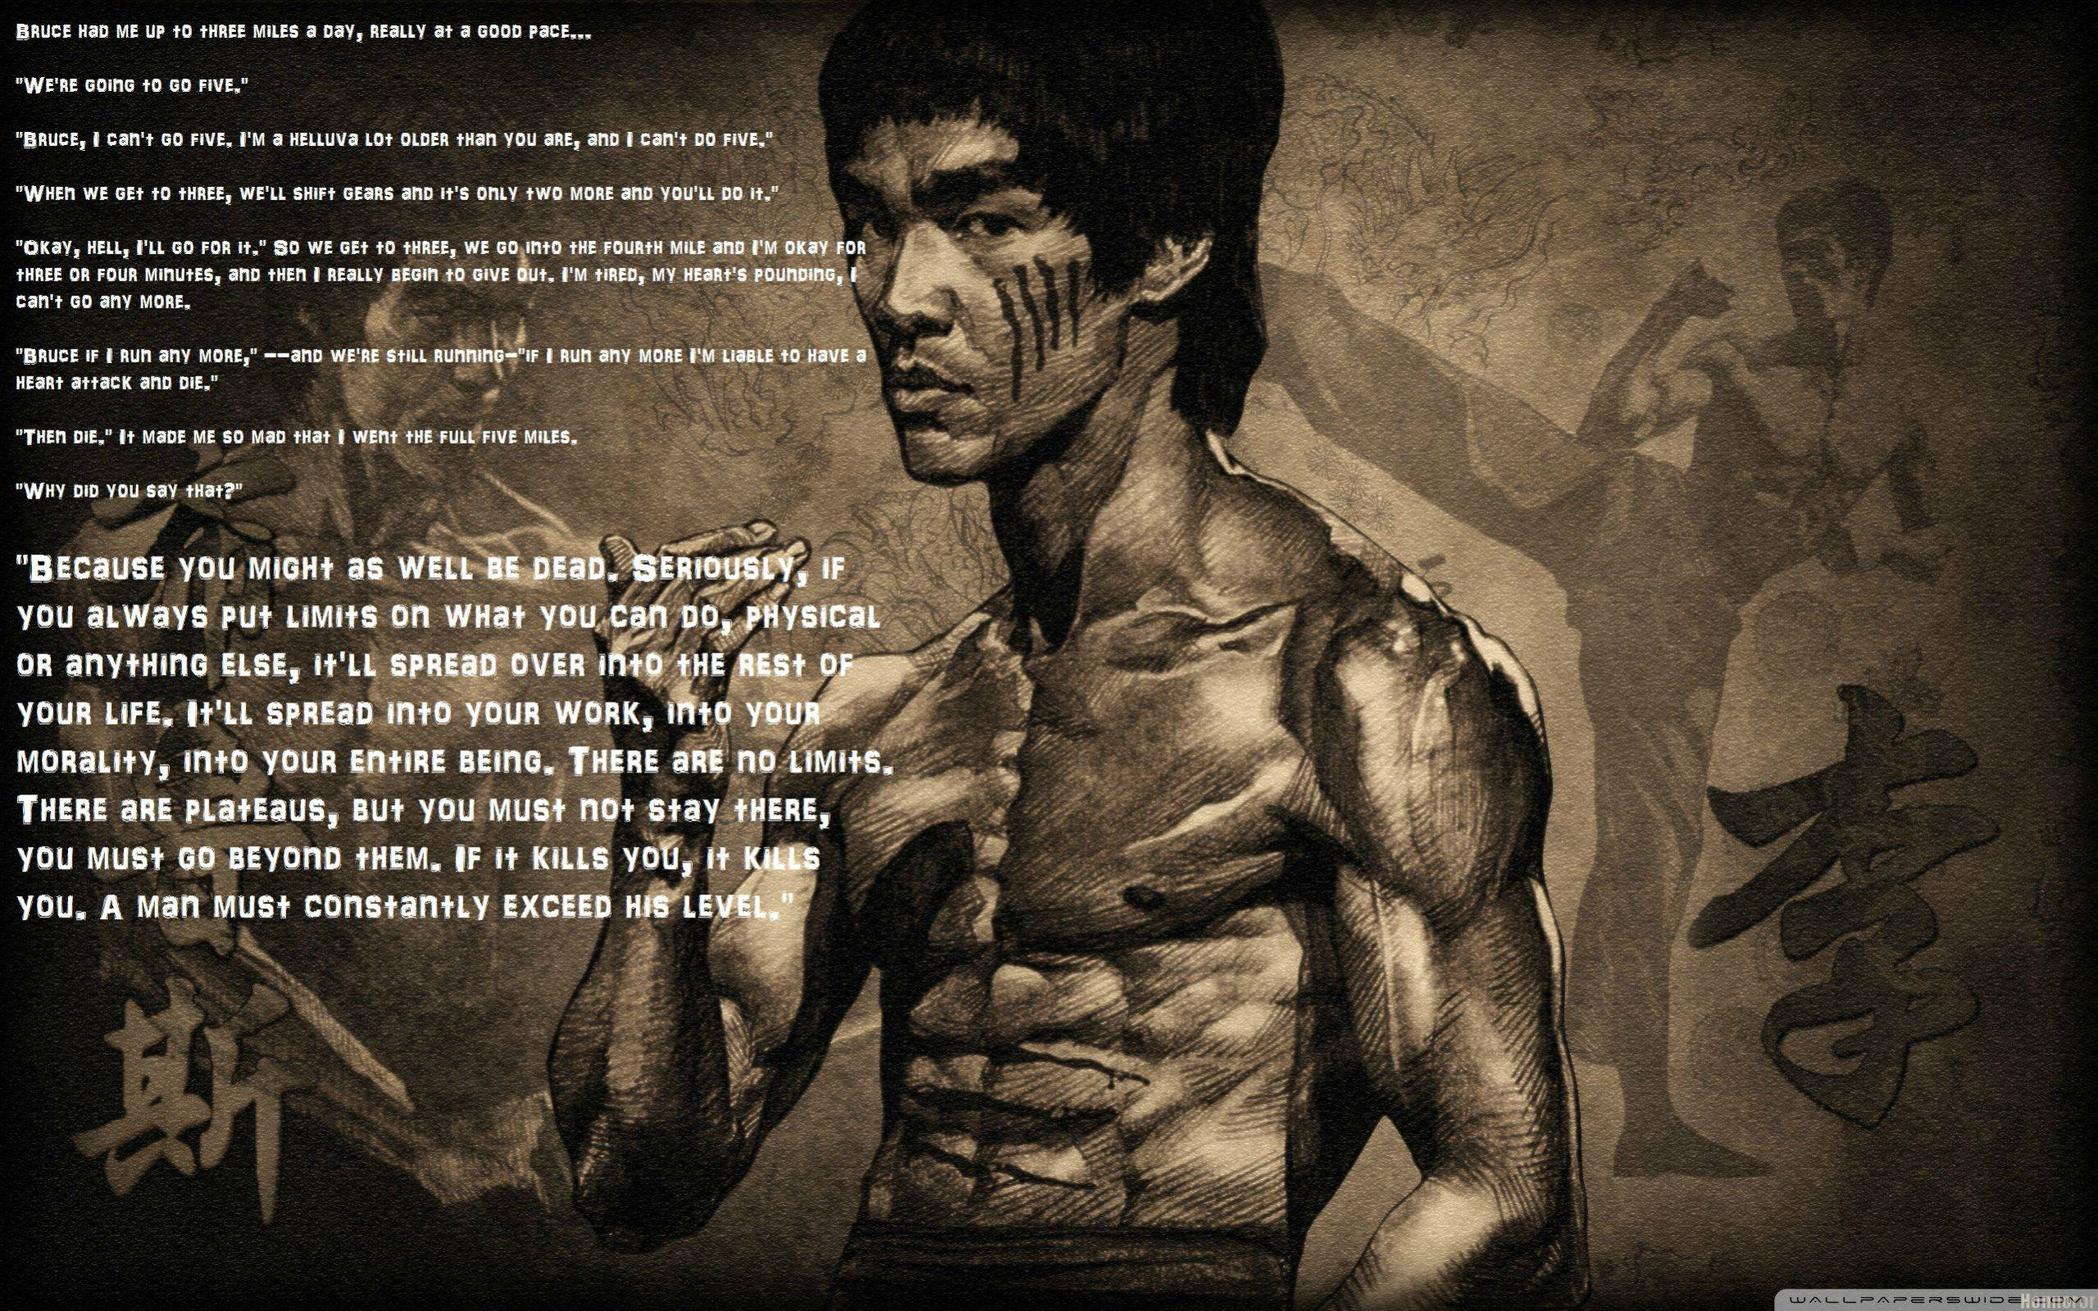 Bruce had me up to three miles a day, really at a good pace...
"We're going to go five."
"Bruce, I can't go five. I'm a helluva lot older than you are, and I can't do five."
"When we get to three, we'll shift gears and it's only two more and you'll do it."
"Okay, hell, I'll go for it." So we get to three, we go into the fourth mile and I'm okay for
three or four minutes, and then I really begin to give out. I'm tired, my heart's pounding, I
can't go any more.
"Bruce if I run any more," --and we're still running-"if I run any more I'm liable to have a
heart attack and die."
"Then die." It made me so mad that I went the full five miles.
"Why did you say that?"
"Because you might as well be dead. Seriously, if
you always put limits on what you can do, physical
or anything else, it'll spread over into the rest of
your life. It'll spread into your work, into your
morality, into your entire being. There are no limits.
There are plateaus, but you must not stay there,
you must go beyond them. If it kills you, it kills
you. A man must constantly exceed his level."
李
斯
WALLPAPERSWIDE